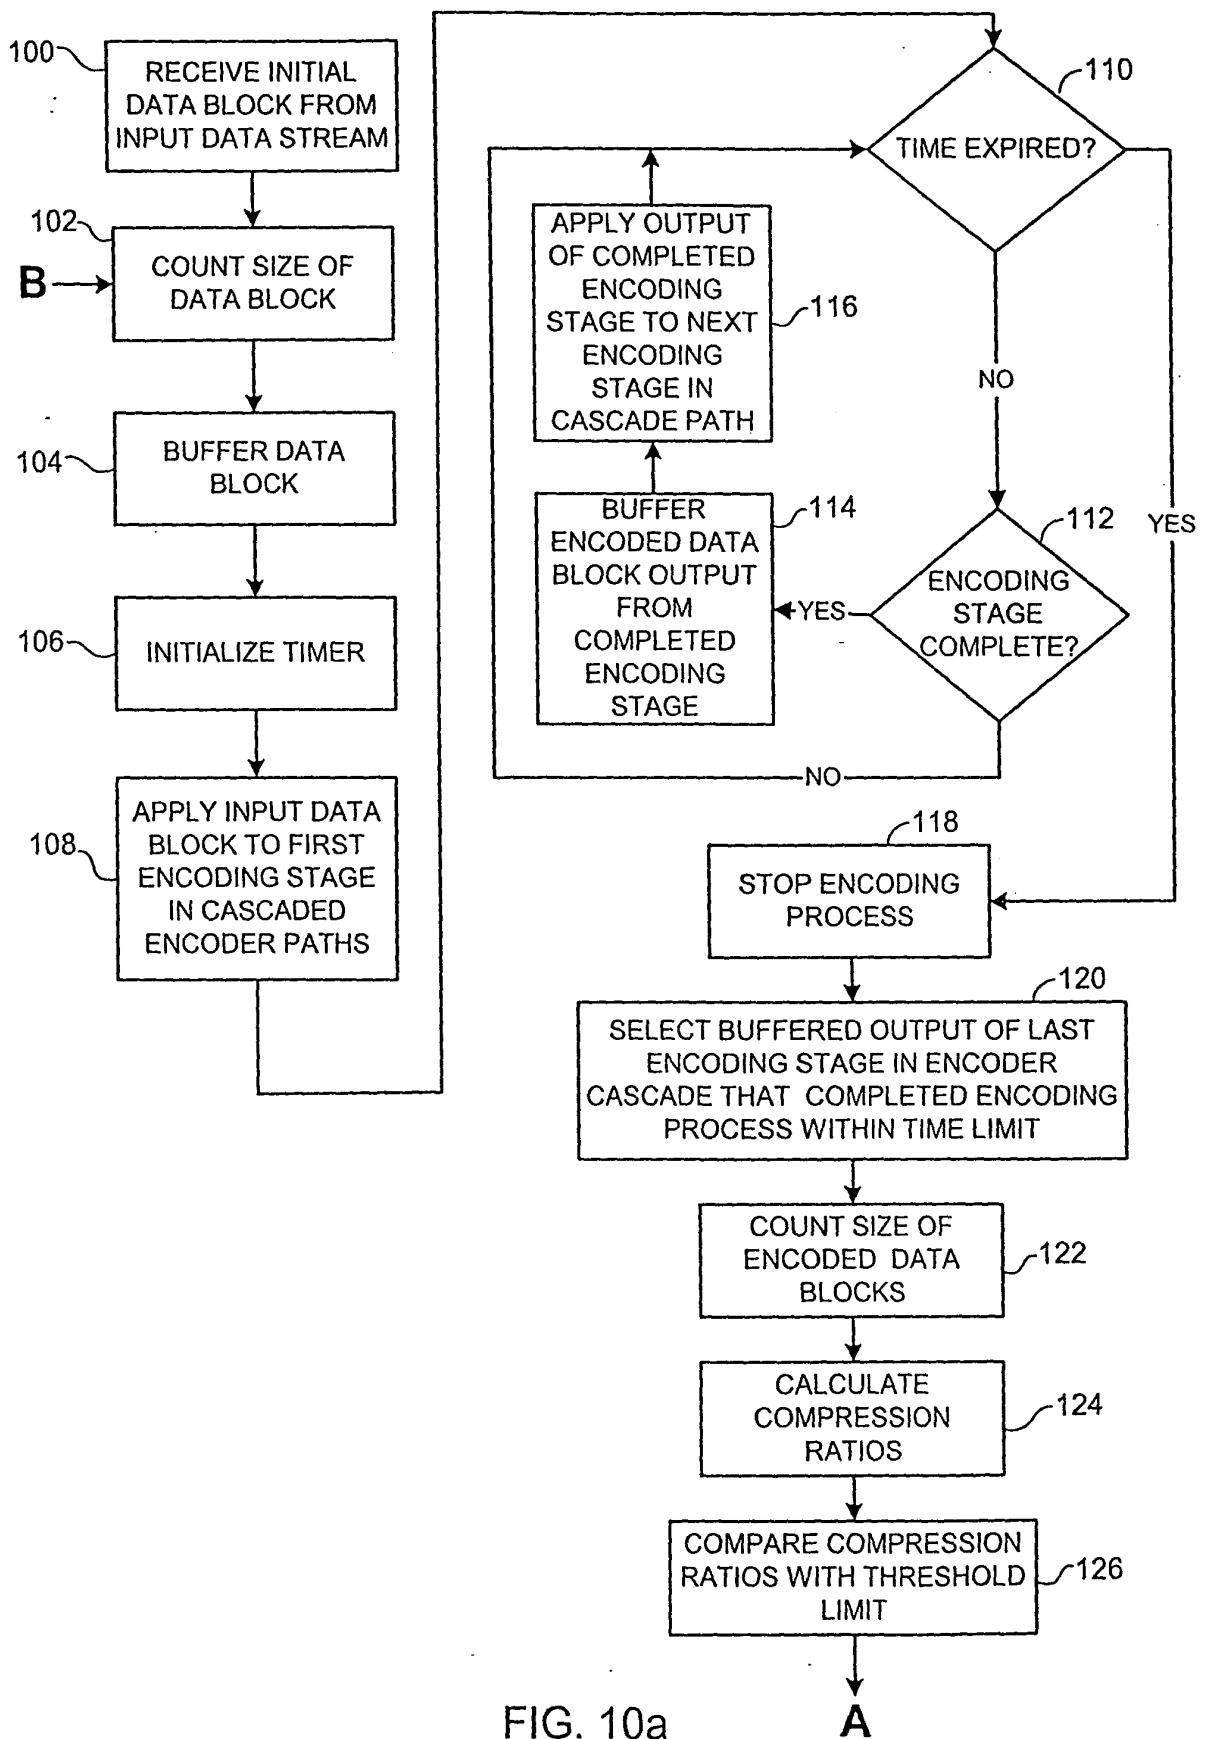 100
RECEIVE INITIAL
DATA BLOCK FROM
INPUT DATA STREAM
102
B
COUNT SIZE OF
DATA BLOCK
104
BUFFER DATA
BLOCK
106
INITIALIZE TIMER
108
APPLY INPUT DATA
BLOCK TO FIRST
ENCODING STAGE
IN CASCADED
ENCODER PATHS
110
TIME EXPIRED?
NO
YES
112
ENCODING
STAGE
COMPLETE?
YES
NO
114
BUFFER
ENCODED DATA
BLOCK OUTPUT
FROM
COMPLETED
ENCODING
STAGE
116
APPLY OUTPUT
OF COMPLETED
ENCODING
STAGE TO NEXT
ENCODING
STAGE IN
CASCADE PATH
118
STOP ENCODING
PROCESS
120
SELECT BUFFERED OUTPUT OF LAST
ENCODING STAGE IN ENCODER
CASCADE THAT COMPLETED ENCODING
PROCESS WITHIN TIME LIMIT
122
COUNT SIZE OF
ENCODED DATA
BLOCKS
124
CALCULATE
COMPRESSION
RATIOS
126
COMPARE COMPRESSION
RATIOS WITH THRESHOLD
LIMIT
A
FIG. 10a